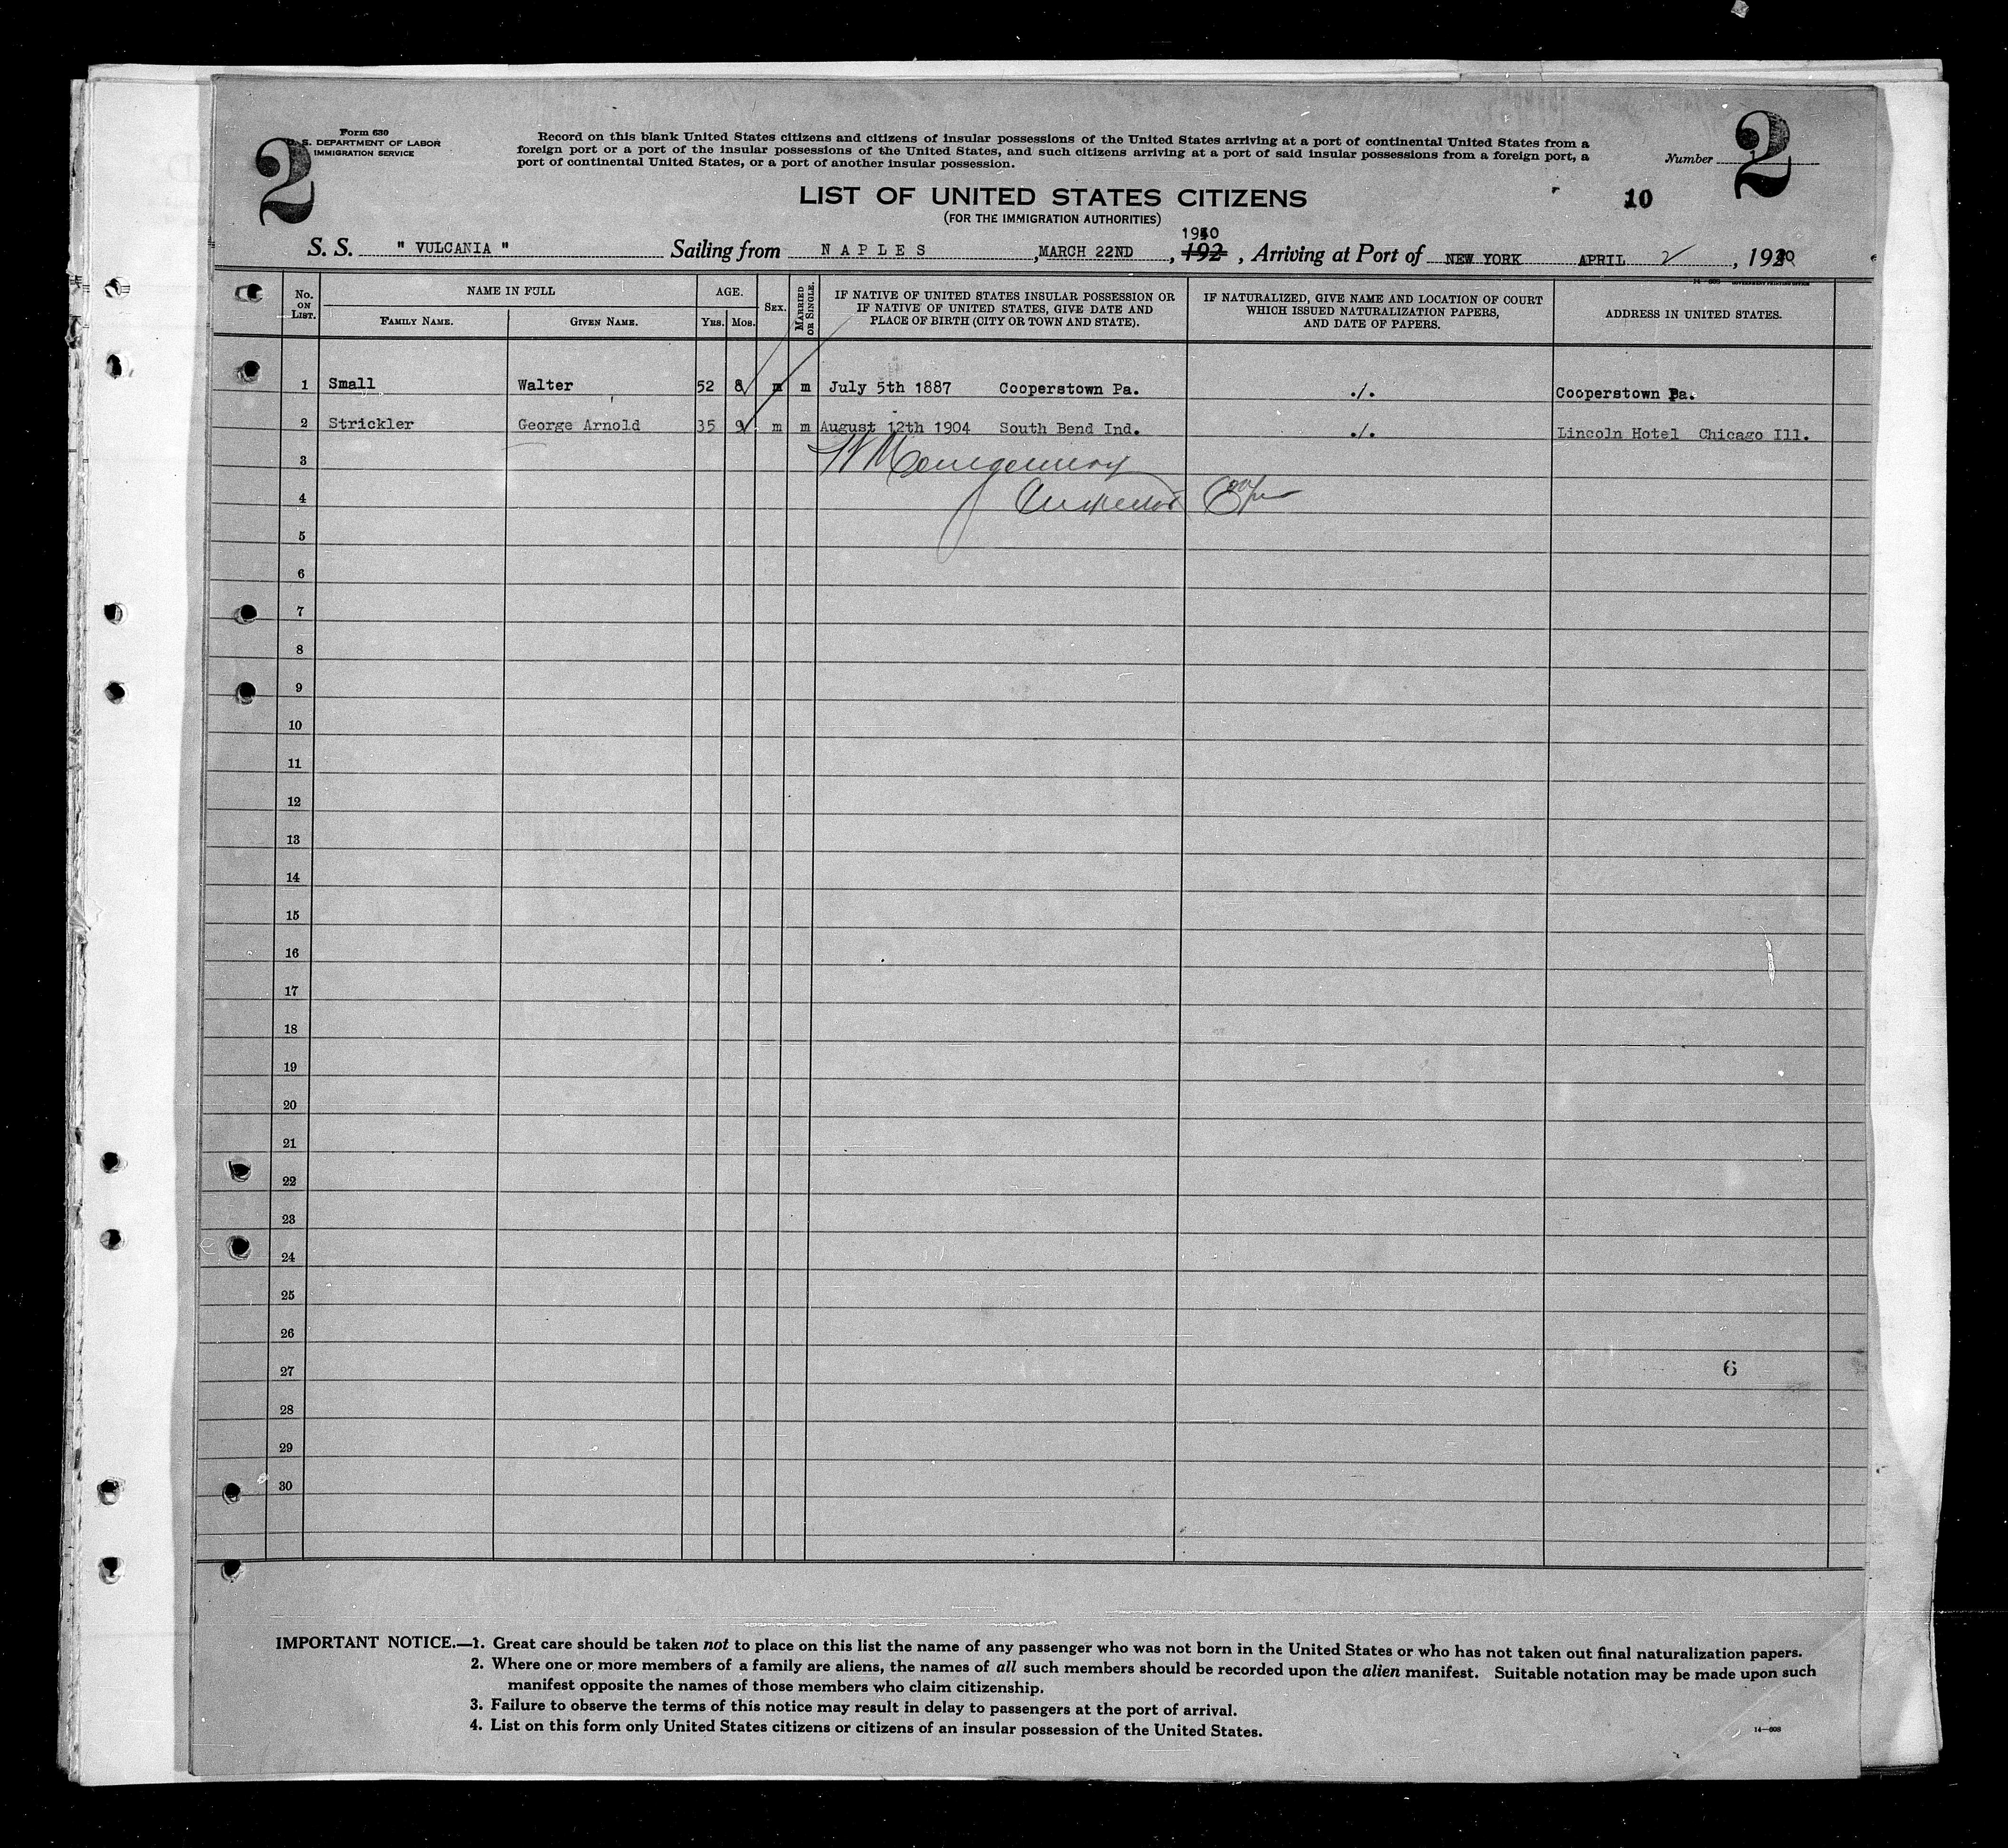 2
Form 630
U. S. DEPARTMENT OF LABOR
IMMIGRATION SERVICE
Record on this blank United States citizens and citizens of insular possessions of the United States arriving at a port of continental United States from a
foreign port or a port of the insular possessions of the United States, and such citizens arriving at a port of said insular possessions from a foreign port, a
port of continental United States, or a port of another insular possession.
Number 1
2
LIST OF UNITED STATES CITIZENS
(FOR THE IMMIGRATION AUTHORITIES)
10
S. S. " VULCANIA " Sailing from NAPLES, MARCH 22ND, 192 1940, Arriving at Port of NEW YORK APRIL 2, 1940
No. ON LIST.
NAME IN FULL
FAMILY NAME. GIVEN NAME.
AGE.
YRS. MOS.
SEX.
MARRIED OR SINGLE.
IF NATIVE OF UNITED STATES INSULAR POSSESSION OR
IF NATIVE OF UNITED STATES, GIVE DATE AND
PLACE OF BIRTH (CITY OR TOWN AND STATE).
IF NATURALIZED, GIVE NAME AND LOCATION OF COURT
WHICH ISSUED NATURALIZATION PAPERS,
AND DATE OF PAPERS.
ADDRESS IN UNITED STATES.
1 Small Walter 52 8 m m July 5th 1887 Cooperstown Pa. ./. Cooperstown Pa.
2 Strickler George Arnold 35 9 m m August 12th 1904 South Bend Ind. ./. Lincoln Hotel Chicago Ill.
3 Montgomery
4 Inspector
5
6
7
8
9
10
11
12
13
14
15
16
17
18
19
20
21
22
23
24
25
26
27 6
28
29
30
IMPORTANT NOTICE.—1. Great care should be taken not to place on this list the name of any passenger who was not born in the United States or who has not taken out final naturalization papers.
2. Where one or more members of a family are aliens, the names of all such members should be recorded upon the alien manifest. Suitable notation may be made upon such
manifest opposite the names of those members who claim citizenship.
3. Failure to observe the terms of this notice may result in delay to passengers at the port of arrival.
4. List on this form only United States citizens or citizens of an insular possession of the United States.
14—608